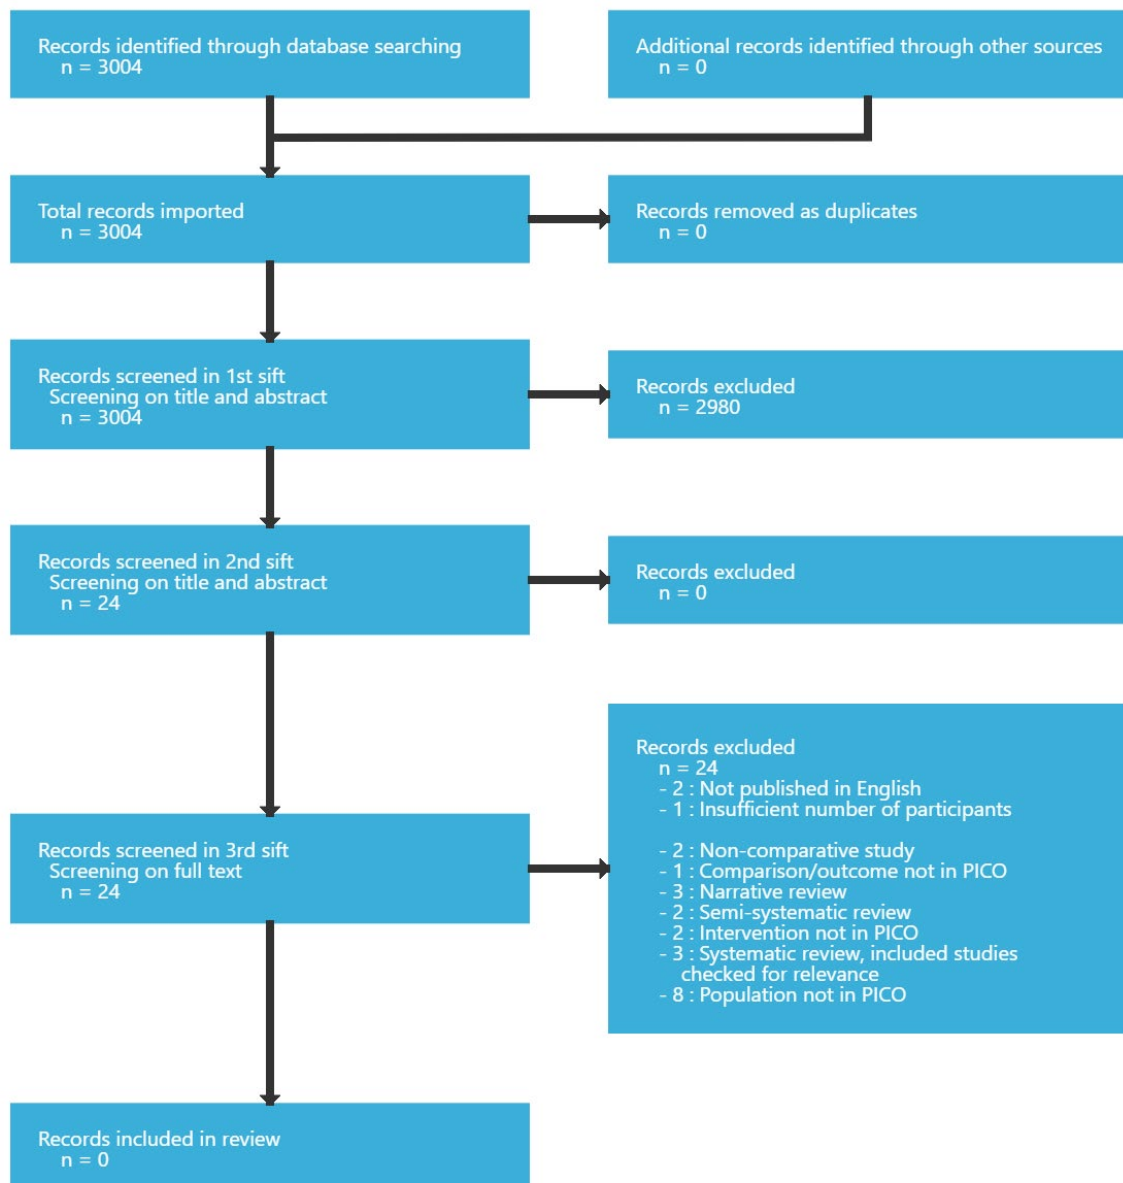 Records identified through database searching
n = 3004
Additional records identified through other sources
n = 0
Total records imported
n = 3004
Records removed as duplicates
n = 0
Records screened in 1st sift
Screening on title and abstract
n = 3004
Records excluded
n = 2980
Records screened in 2nd sift
Screening on title and abstract
n = 24
Records excluded
n = 0
Records screened in 3rd sift
Screening on full text
n = 24
Records excluded
n = 24
- 2 : Not published in English
- 1 : Insufficient number of participants
- 2 : Non-comparative study
- 1 : Comparison/outcome not in PICO
- 3 : Narrative review
- 2 : Semi-systematic review
- 2 : Intervention not in PICO
- 3 : Systematic review, included studies
checked for relevance
- 8 : Population not in PICO
Records included in review
n = 0